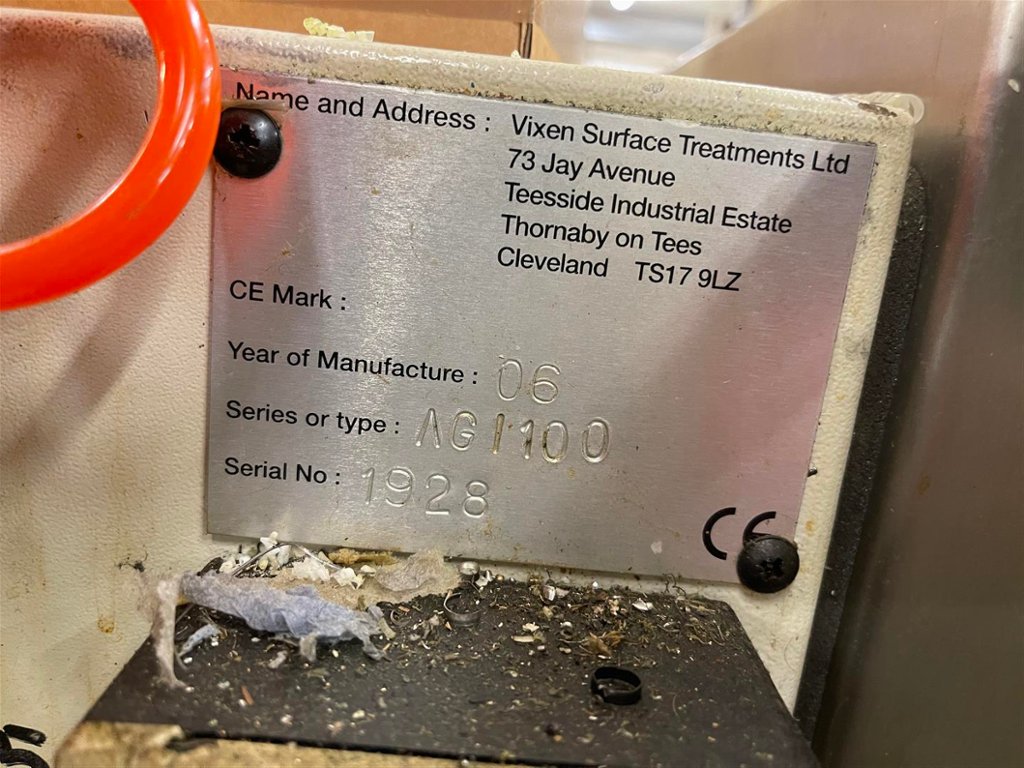 Name and Address : Vixen Surface Treatments Ltd
73 Jay Avenue
Teesside Industrial Estate
Thornaby on Tees
Cleveland TS17 9LZ
CE Mark :
Year of Manufacture : 06
Series or type : AG1100
Serial No : 1928
CE